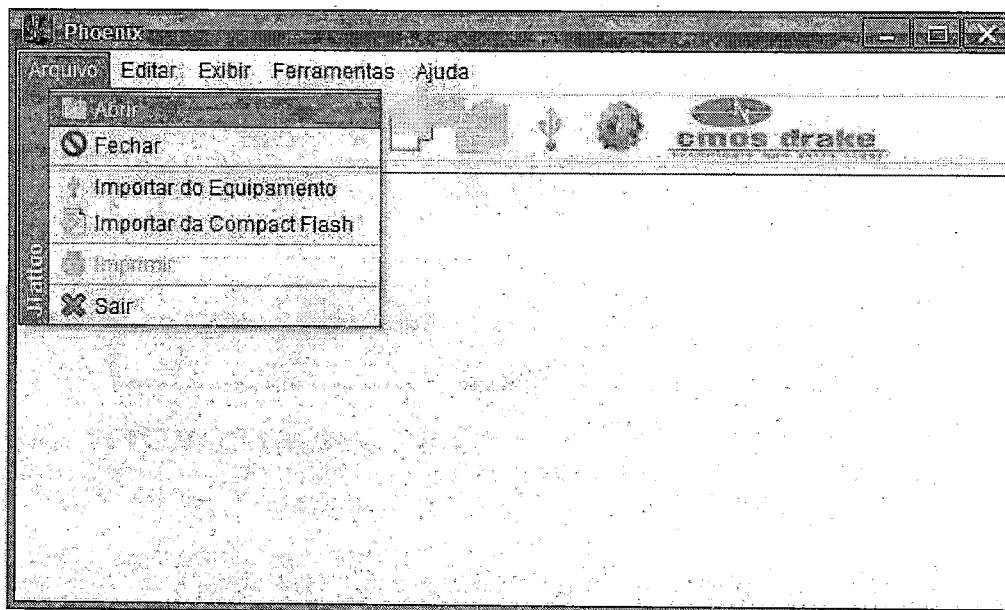 Phoenix
Arquivo Editar Exibir Ferramentas Ajuda
Abrir
Fechar
Importar do Equipamento
Importar da Compact Flash
Imprimir
Sair
JTattoo
cmos drake